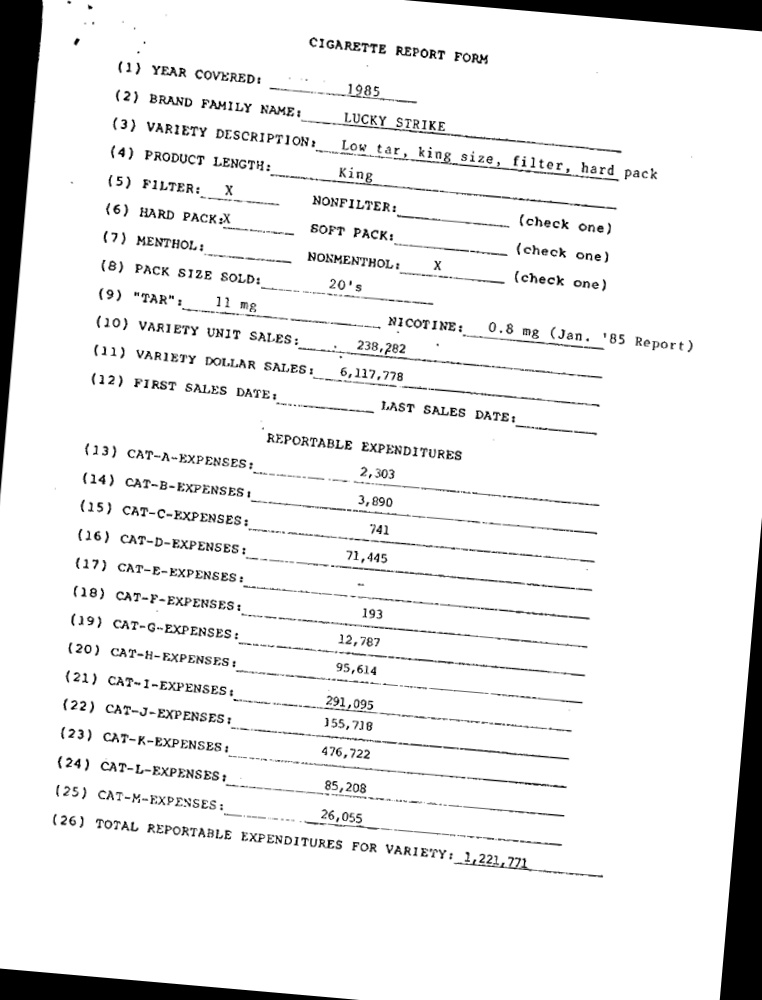 CIGARETTE REPORT FORM
(1) YEAR COVERED: 1985
(2) BRAND FAMILY NAME: LUCKY STRIKE
(3) VARIETY DESCRIPTION: Low tar, king size, filter, hard pack
(4) PRODUCT LENGTH: King
(5) FILTER: X NONFILTER: (check one)
(6) HARD PACK: X SOFT PACK: (check one)
(7) MENTHOL: NONMENTHOL: X (check one)
(8) PACK SIZE SOLD: 20's
(9) "TAR": 11 mg NICOTINE: 0.8 mg (Jan. '85 Report)
(10) VARIETY UNIT SALES: 238,282
(11) VARIETY DOLLAR SALES: 6,117,778
(12) FIRST SALES DATE: LAST SALES DATE:
REPORTABLE EXPENDITURES
(13) CAT-A-EXPENSES: 2,303
(14) CAT-B-EXPENSES: 3,890
(15) CAT-C-EXPENSES: 741
(16) CAT-D-EXPENSES: 71,445
(17) CAT-E-EXPENSES: -
(18) CAT-F-EXPENSES: 193
(19) CAT-G-EXPENSES: 12,787
(20) CAT-H-EXPENSES: 95,614
(21) CAT-I-EXPENSES: 291,095
(22) CAT-J-EXPENSES: 155,718
(23) CAT-K-EXPENSES: 476,722
(24) CAT-L-EXPENSES: 85,208
(25) CAT-M-EXPENSES: 26,055
(26) TOTAL REPORTABLE EXPENDITURES FOR VARIETY: 1,221,771